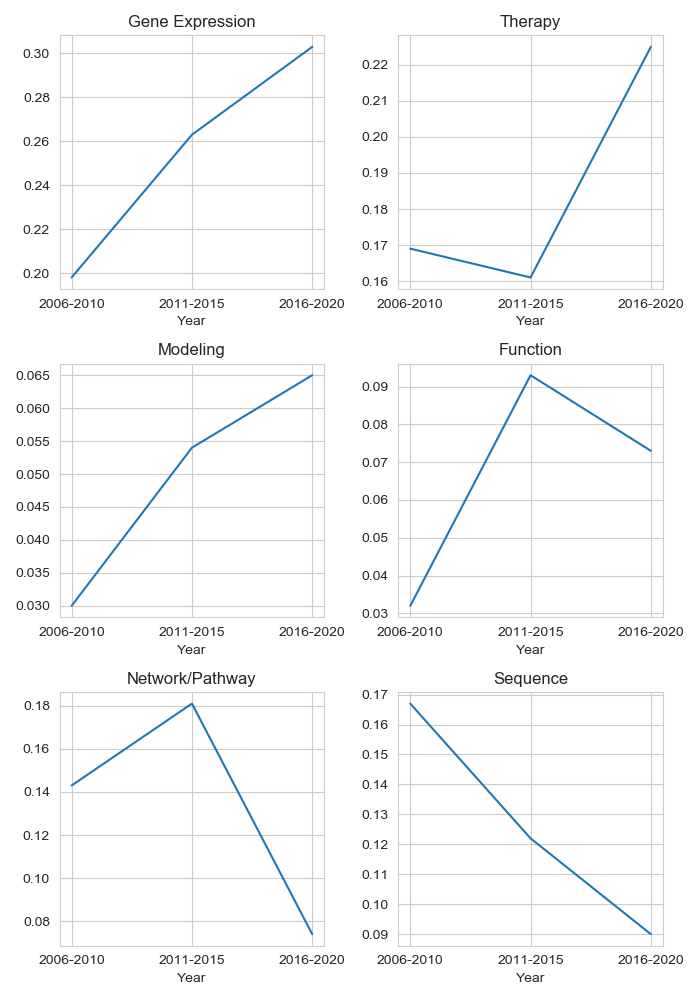 Gene Expression
0.30
0.28
0.26
0.24
0.22
0.20
2006-2010 2011-2015 2016-2020
Year
Therapy
0.22
0.21
0.20
0.19
0.18
0.17
0.16
2006-2010 2011-2015 2016-2020
Year
Modeling
0.065
0.060
0.055
0.050
0.045
0.040
0.035
0.030
2006-2010 2011-2015 2016-2020
Year
Function
0.09
0.08
0.07
0.06
0.05
0.04
0.03
2006-2010 2011-2015 2016-2020
Year
Network/Pathway
0.18
0.16
0.14
0.12
0.10
0.08
2006-2010 2011-2015 2016-2020
Year
Sequence
0.17
0.16
0.15
0.14
0.13
0.12
0.11
0.10
0.09
2006-2010 2011-2015 2016-2020
Year